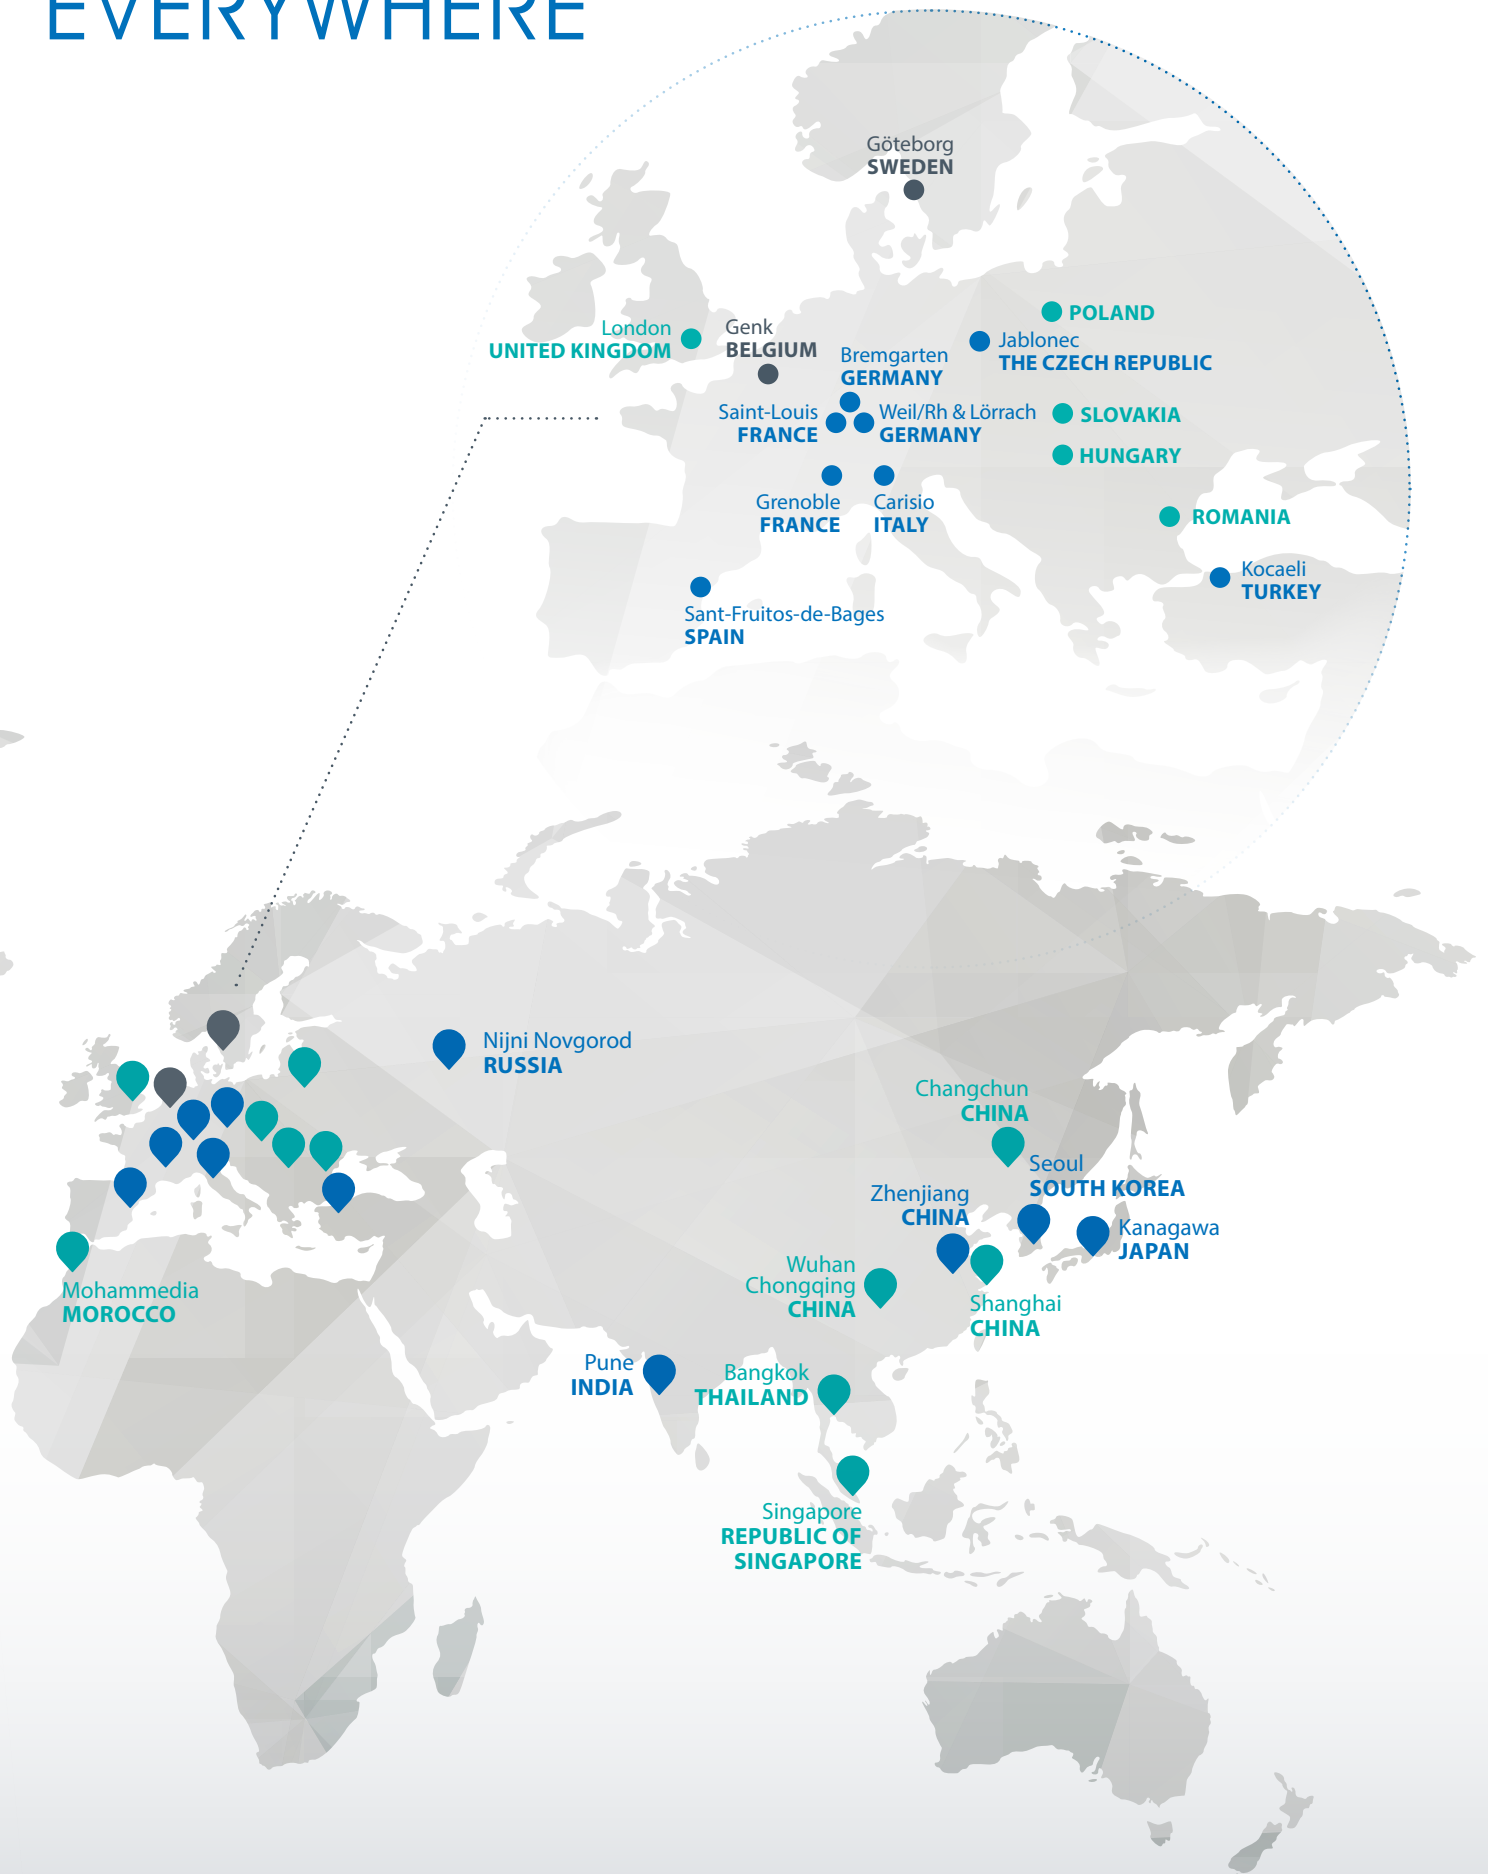 EVERYWHERE
Göteborg
SWEDEN
POLAND
London
UNITED KINGDOM
Genk
BELGIUM
Jablonec
THE CZECH REPUBLIC
Bremgarten
GERMANY
Saint-Louis
FRANCE
Weil/Rh & Lörrach
GERMANY
SLOVAKIA
HUNGARY
Grenoble
FRANCE
Carisio
ITALY
ROMANIA
Kocaeli
TURKEY
Sant-Fruitos-de-Bages
SPAIN
Nijni Novgorod
RUSSIA
Changchun
CHINA
Seoul
SOUTH KOREA
Zhenjiang
CHINA
Kanagawa
JAPAN
Wuhan
Chongqing
CHINA
Mohammedia
MOROCCO
Shanghai
CHINA
Pune
INDIA
Bangkok
THAILAND
Singapore
REPUBLIC OF
SINGAPORE